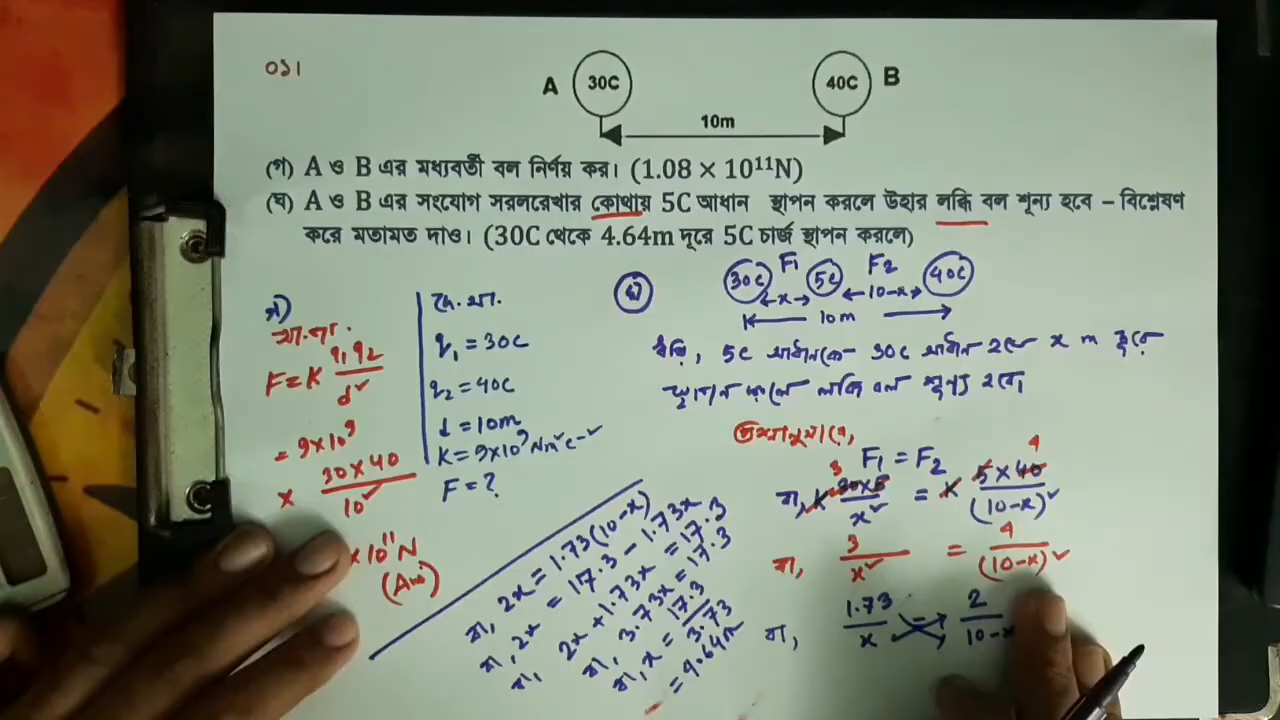 ০১।
A 30C 40C B
10m
(গ) A ও B এর মধ্যবর্তী বল নির্ণয় কর। (1.08 × 10¹¹N)
(ঘ) A ও B এর সংযোগ সরলরেখার কোথায় 5C আধান স্থাপন করলে উহার লব্ধি বল শূন্য হবে – বিশ্লেষণ
করে মতামত দাও। (30C থেকে 4.64m দূরে 5C চার্জ স্থাপন করলে)
গ)
আমরা জানি.
F = K q₁q₂/d²
= 9×10⁹
× 30×40/10²
×10¹¹ N
(Ans)
দে. আ.
q₁ = 30C
q₂ = 40C
d = 10m
K = 9×10⁹ Nm²c⁻²
F = ?
ঘ
30C F₁ 5C F₂ 40C
x 10-x
10m
ধরি, 5C আধানকে 30C আধান হতে x m দূরে
স্থাপন করলে লব্ধি বল শূন্য হবে।
প্রশ্নানুসারে,
F₁ = F₂
বা, K 30×5/x² = K 5×40/(10-x)²
3 4
বা, 3/x² = 4/(10-x)²
বা, 1.73/x = 2/10-x
বা, 2x = 1.73(10-x)
বা, 2x = 17.3 - 1.73x
বা, 2x + 1.73x = 17.3
বা, 3.73x = 17.3
বা, x = 17.3/3.73
= 4.64m